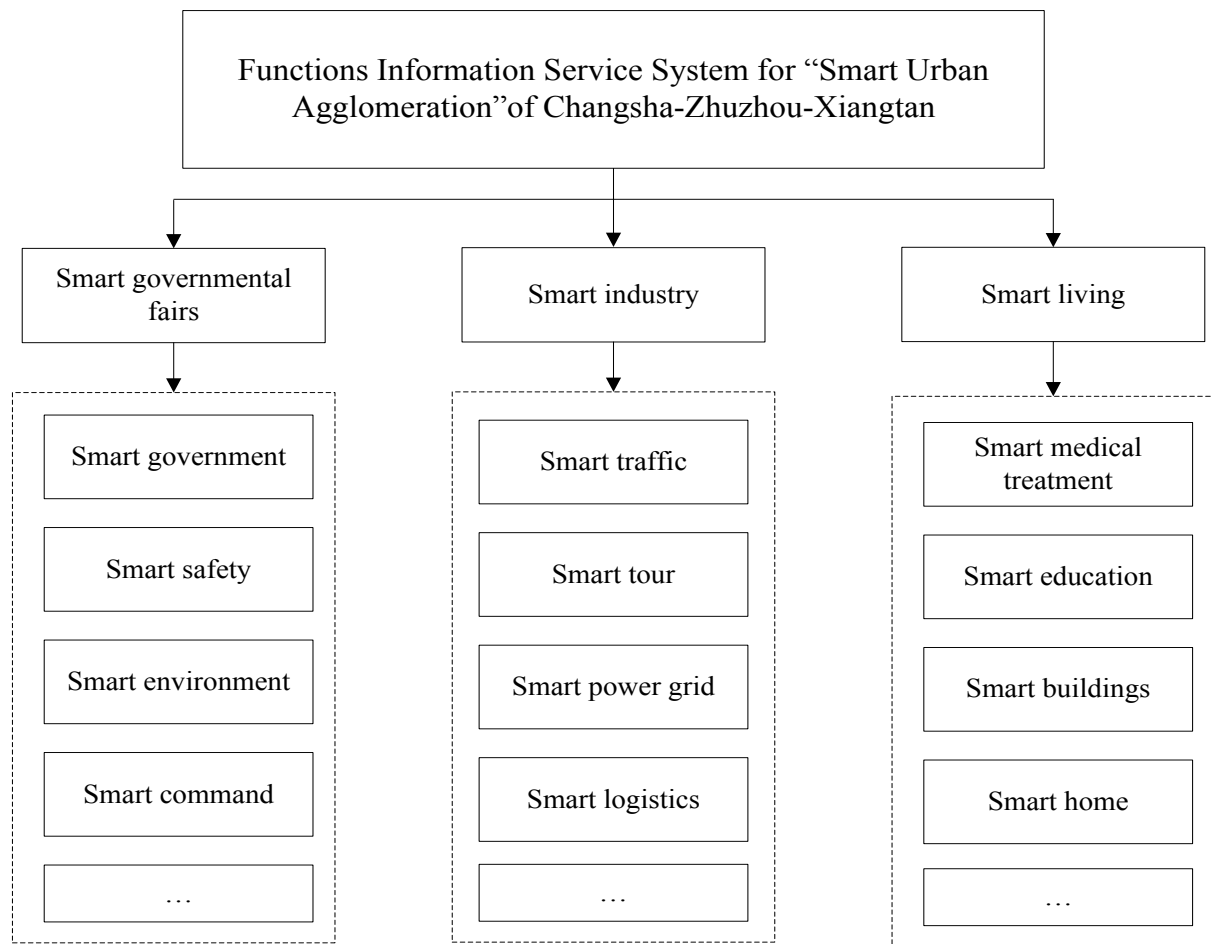 Functions Information Service System for “Smart Urban
Agglomeration”of Changsha-Zhuzhou-Xiangtan
Smart governmental
fairs
Smart industry
Smart living
Smart government
Smart safety
Smart environment
Smart command
…
Smart traffic
Smart tour
Smart power grid
Smart logistics
…
Smart medical
treatment
Smart education
Smart buildings
Smart home
…